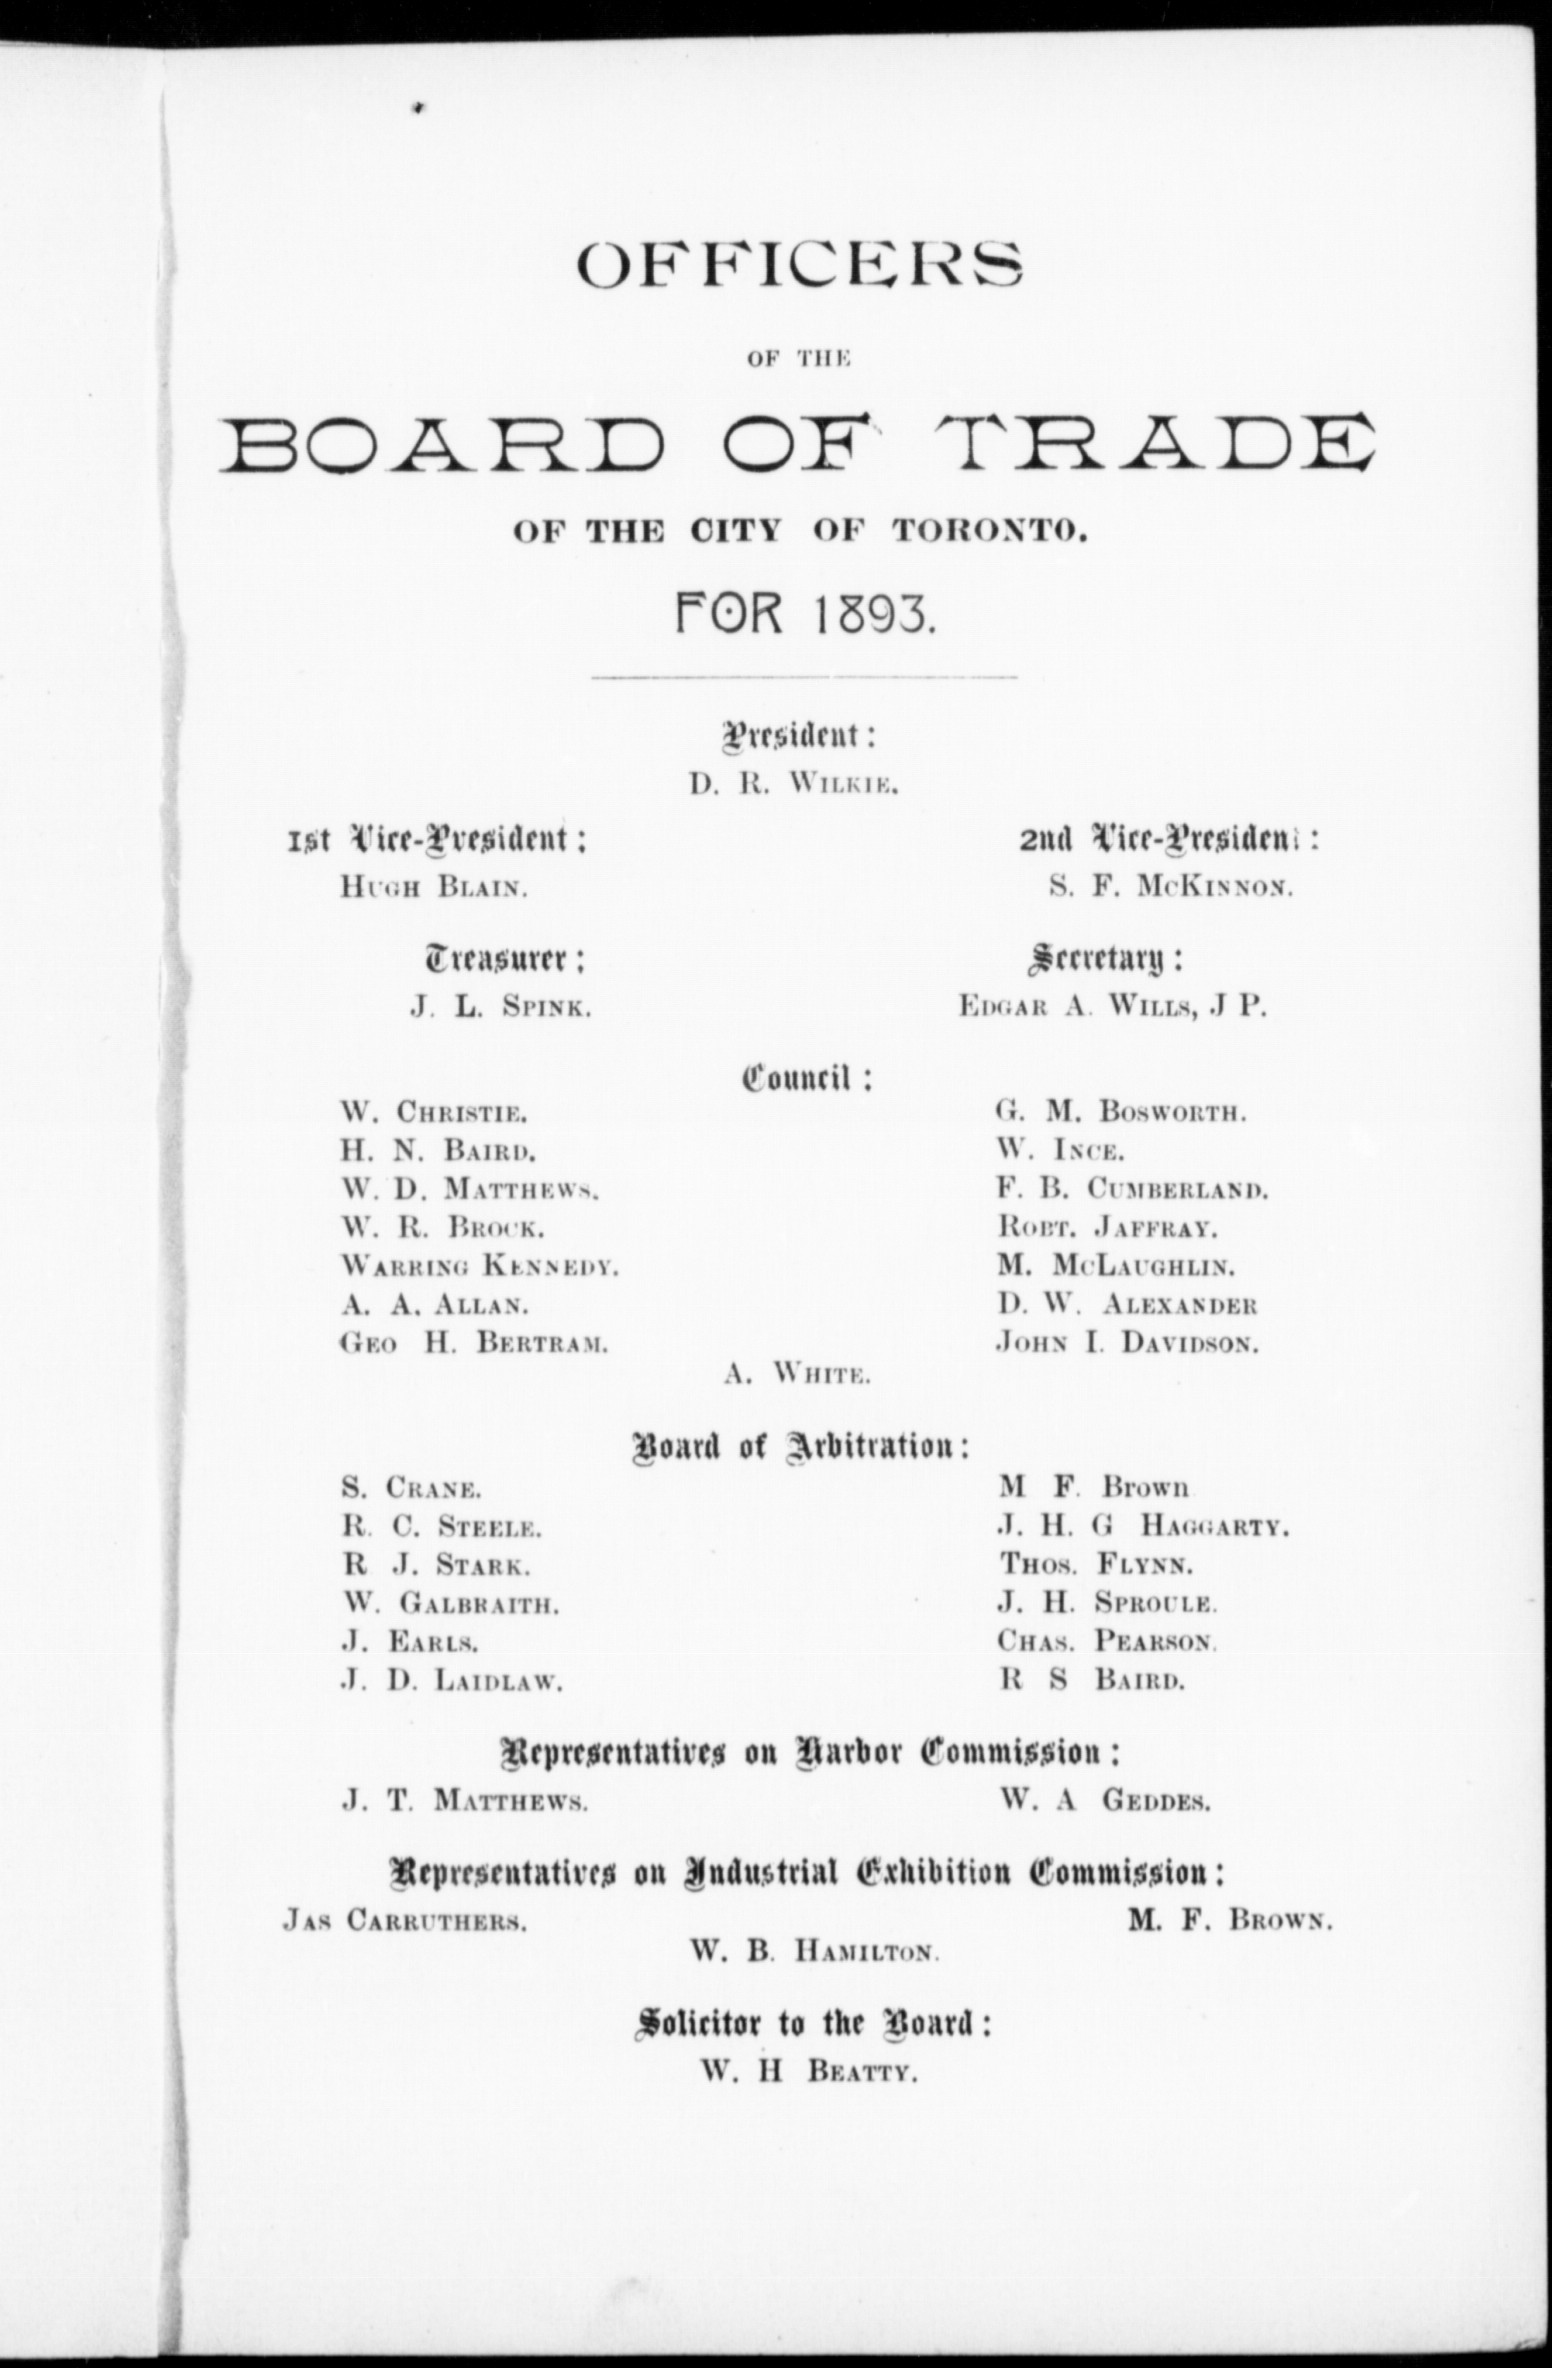 OFFICERS
OF THE
BOARD OF TRADE
OF THE CITY OF TORONTO.
FOR 1893.
President:
D. R. WILKIE.
1st Vice-President: 2nd Vice-President:
HUGH BLAIN. S. F. MCKINNON.
Treasurer: Secretary:
J. L. SPINK. EDGAR A. WILLS, J P.
Council:
W. CHRISTIE. G. M. BOSWORTH.
H. N. BAIRD. W. INCE.
W. D. MATTHEWS. F. B. CUMBERLAND.
W. R. BROCK. ROBT. JAFFRAY.
WARRING KENNEDY. M. MCLAUGHLIN.
A. A. ALLAN. D. W. ALEXANDER
GEO H. BERTRAM. JOHN I. DAVIDSON.
A. WHITE.
Board of Arbitration:
S. CRANE. M F. Brown
R. C. STEELE. J. H. G HAGGARTY.
R J. STARK. THOS. FLYNN.
W. GALBRAITH. J. H. SPROULE.
J. EARLS. CHAS. PEARSON.
J. D. LAIDLAW. R S BAIRD.
Representatives on Harbor Commission:
J. T. MATTHEWS. W. A GEDDES.
Representatives on Industrial Exhibition Commission:
JAS CARRUTHERS. M. F. BROWN.
W. B. HAMILTON.
Solicitor to the Board:
W. H BEATTY.